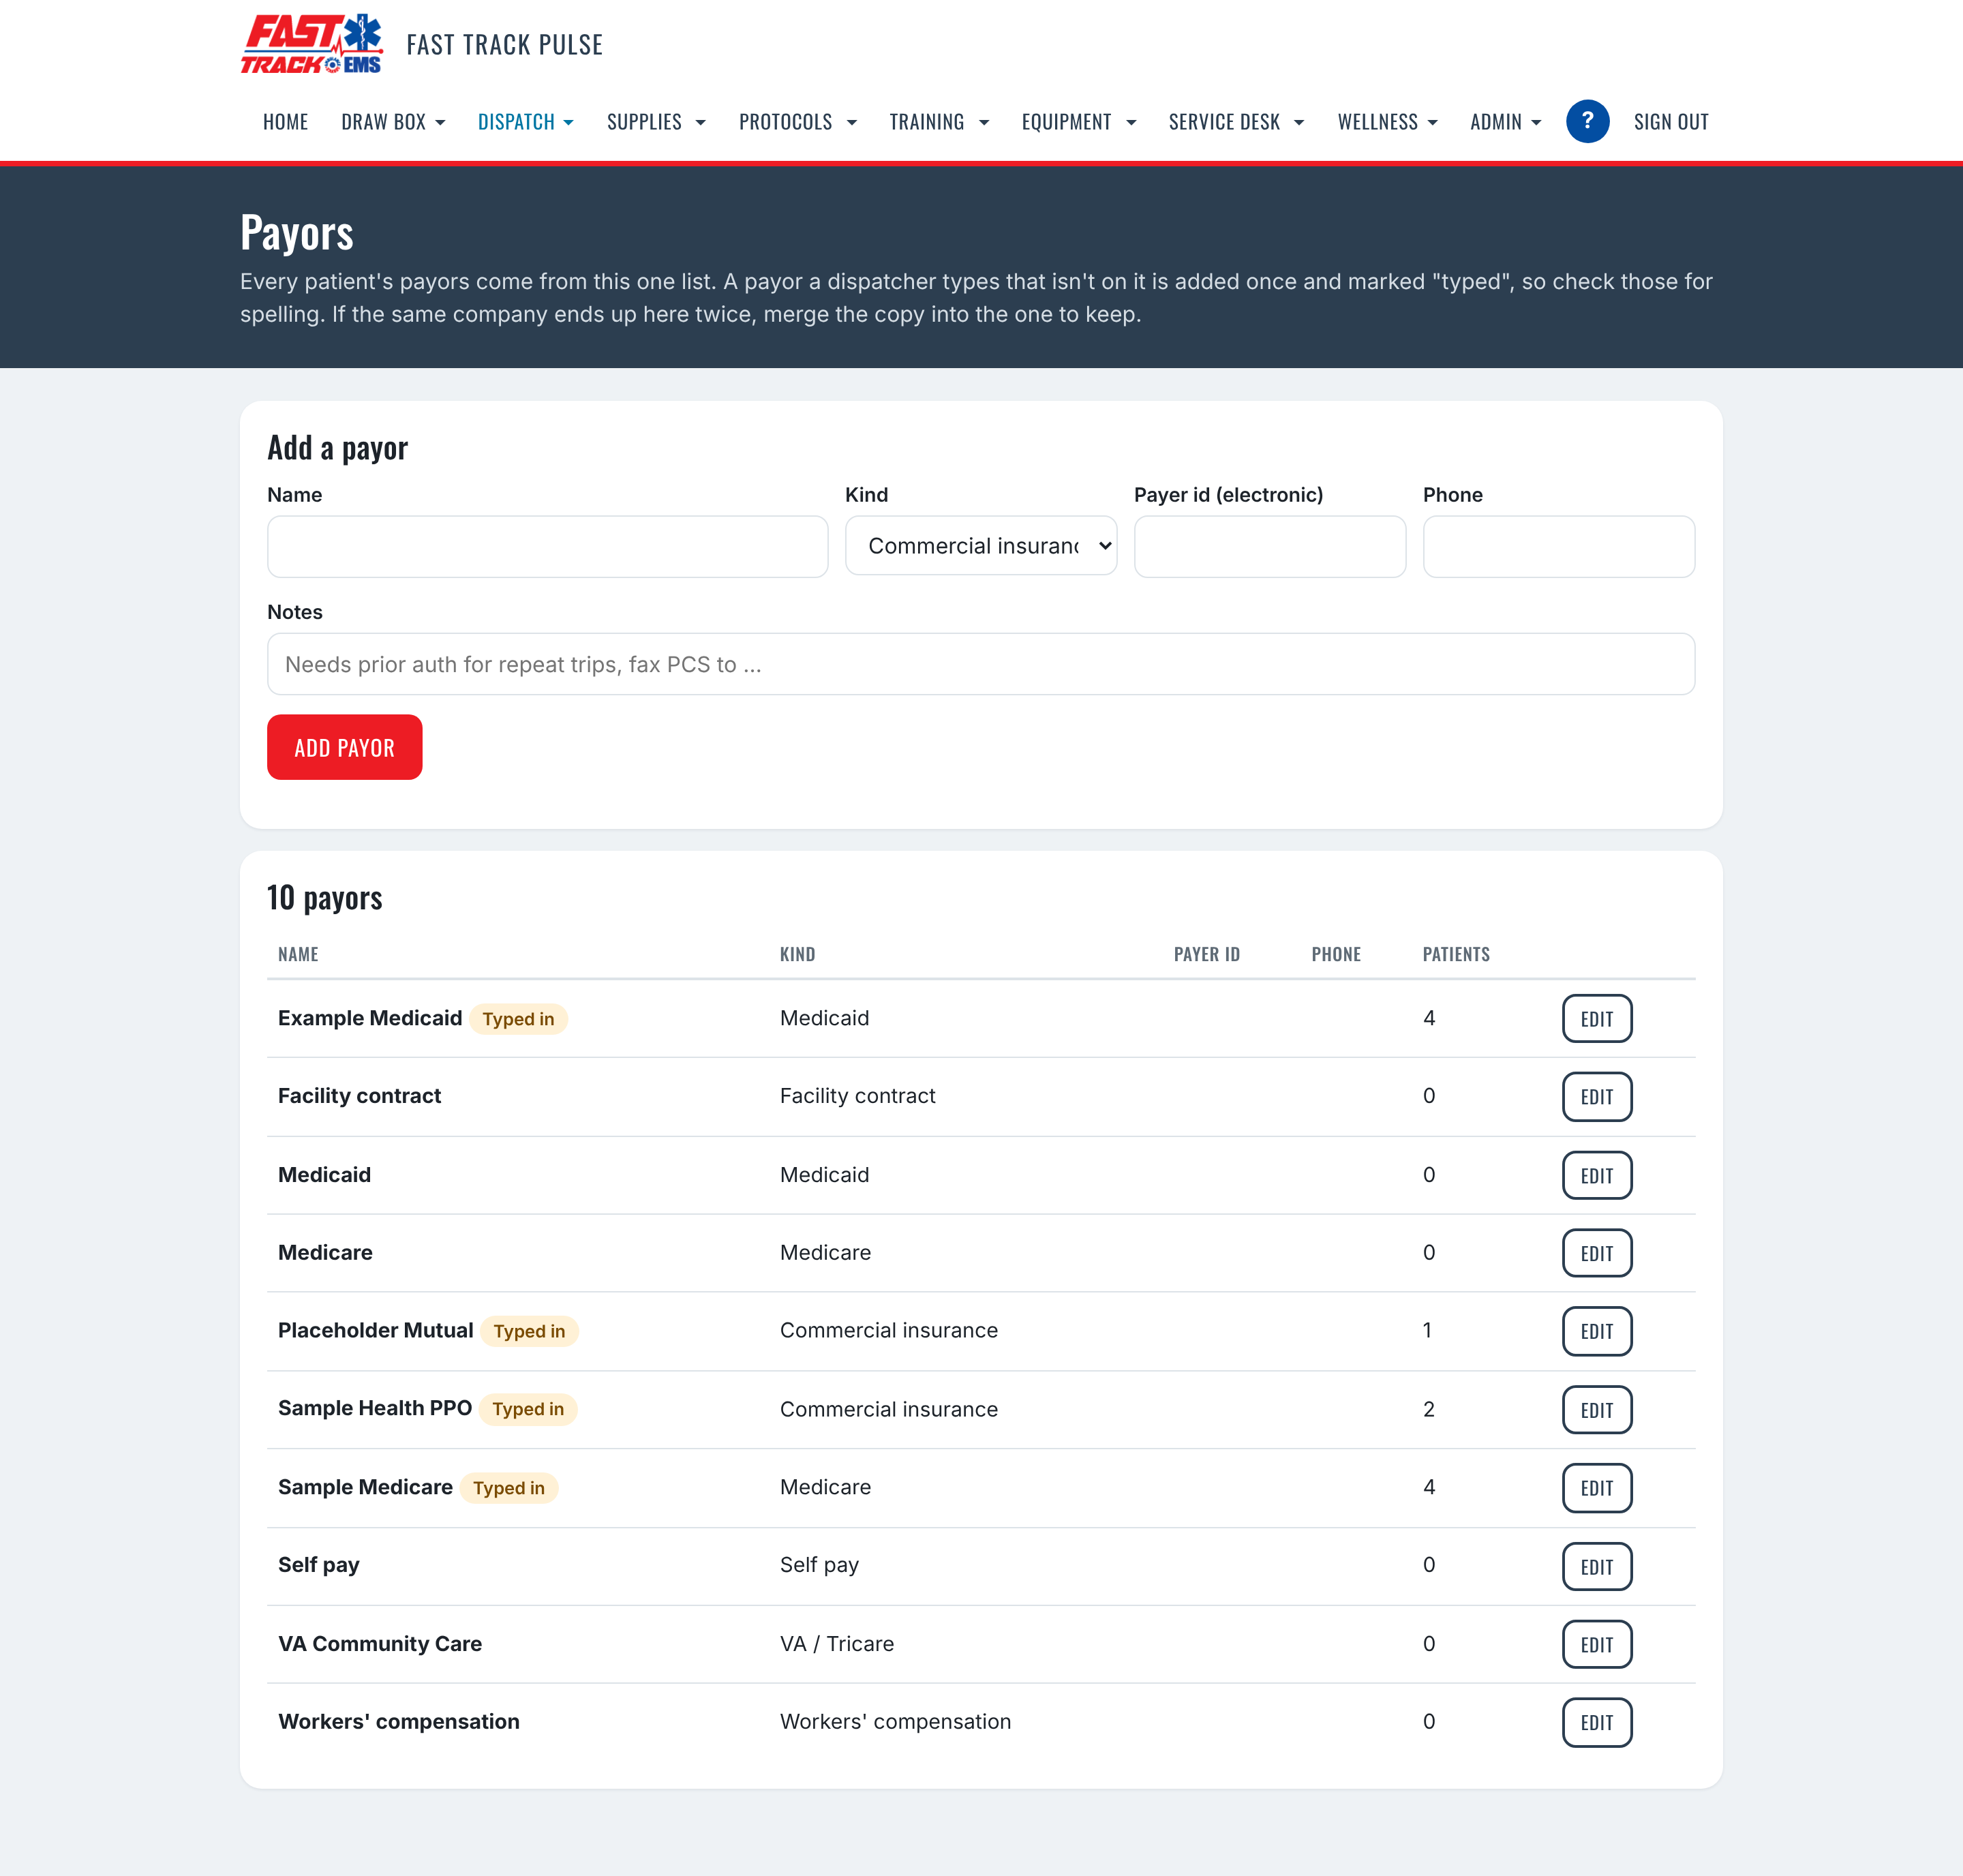 FAST TRACK EMS
FAST TRACK PULSE
HOME DRAW BOX DISPATCH SUPPLIES PROTOCOLS TRAINING EQUIPMENT SERVICE DESK WELLNESS ADMIN ? SIGN OUT
Payors
Every patient's payors come from this one list. A payor a dispatcher types that isn't on it is added once and marked "typed", so check those for
spelling. If the same company ends up here twice, merge the copy into the one to keep.
Add a payor
Name Kind Payer id (electronic) Phone
Commercial insuranc
Notes
Needs prior auth for repeat trips, fax PCS to ...
ADD PAYOR
10 payors
NAME KIND PAYER ID PHONE PATIENTS
Example Medicaid Typed in Medicaid 4 EDIT
Facility contract Facility contract 0 EDIT
Medicaid Medicaid 0 EDIT
Medicare Medicare 0 EDIT
Placeholder Mutual Typed in Commercial insurance 1 EDIT
Sample Health PPO Typed in Commercial insurance 2 EDIT
Sample Medicare Typed in Medicare 4 EDIT
Self pay Self pay 0 EDIT
VA Community Care VA / Tricare 0 EDIT
Workers' compensation Workers' compensation 0 EDIT